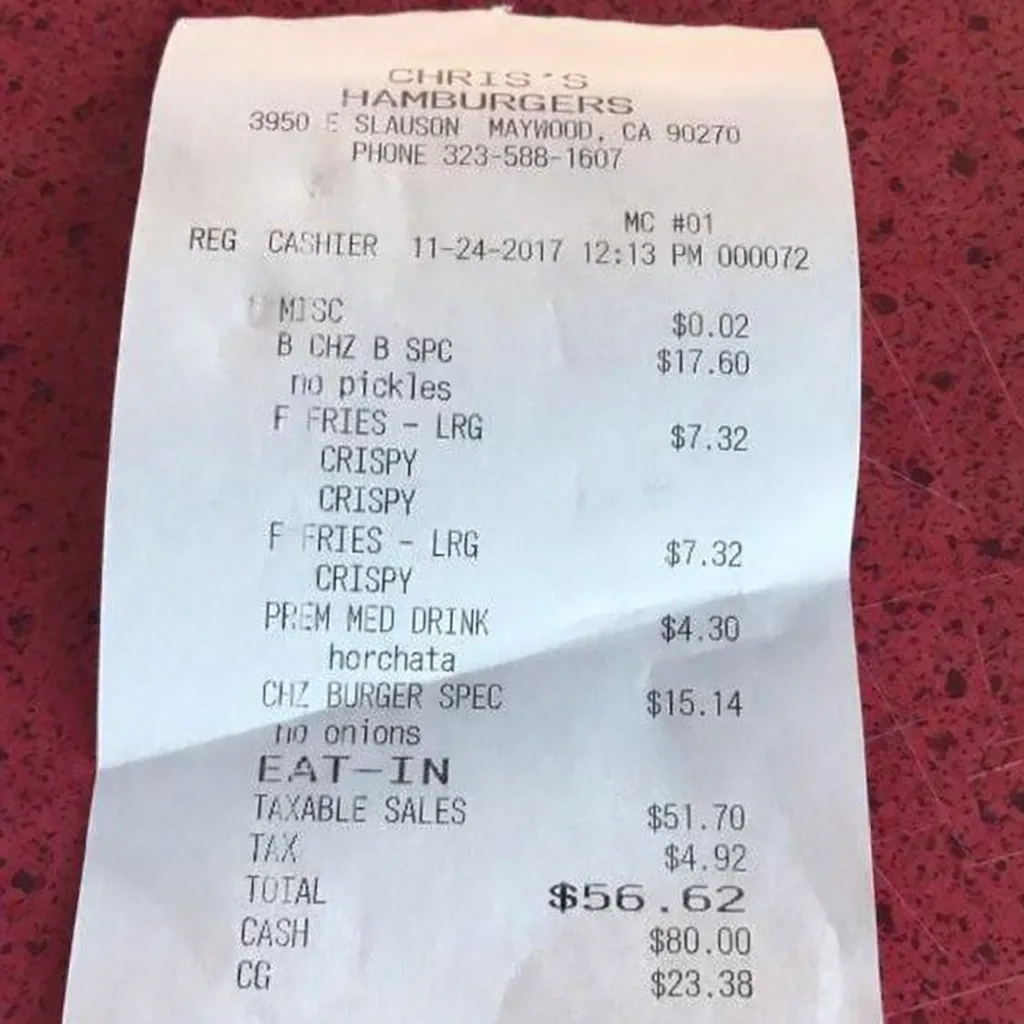 CHRIS'S
HAMBURGERS
3950 E SLAUSON MAYWOOD, CA 90270
PHONE 323-588-1607
MC #01
REG CASHIER 11-24-2017 12:13 PM 000072
MISC $0.02
B CHZ B SPC $17.60
no pickles
F FRIES - LRG $7.32
CRISPY
CRISPY
F FRIES - LRG $7.32
CRISPY
PREM MED DRINK $4.30
horchata
CHZ BURGER SPEC $15.14
no onions
EAT-IN
TAXABLE SALES $51.70
TAX $4.92
TOTAL $56.62
CASH $80.00
CG $23.38